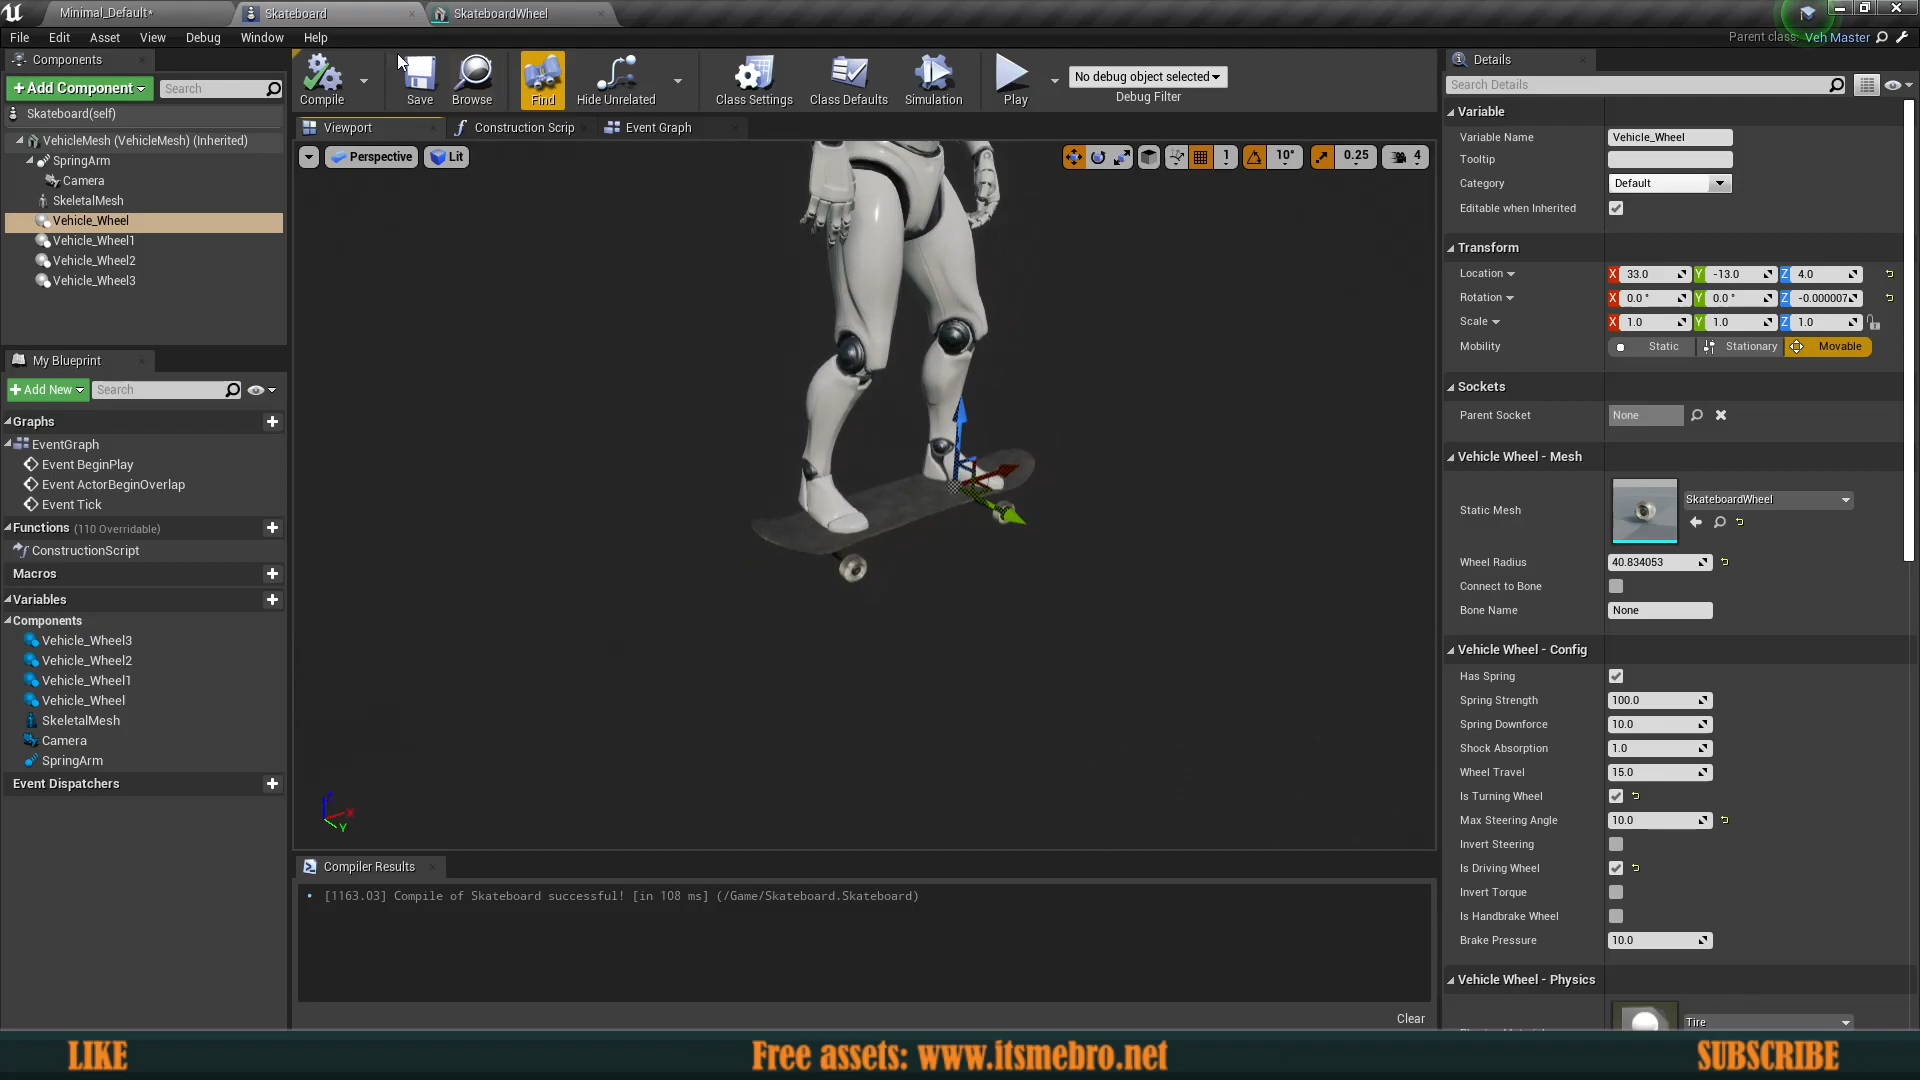 Minimal_Default*
Skateboard
SkateboardWheel
File Edit Asset View Debug Window Help
Parent class: Veh Master
Components
+Add Component
Search
Skateboard(self)
VehicleMesh (VehicleMesh) (Inherited)
SpringArm
Camera
SkeletalMesh
Vehicle_Wheel
Vehicle_Wheel1
Vehicle_Wheel2
Vehicle_Wheel3
My Blueprint
+Add New
Search
Graphs
EventGraph
Event BeginPlay
Event ActorBeginOverlap
Event Tick
Functions (110 Overridable)
ConstructionScript
Macros
Variables
Components
Vehicle_Wheel3
Vehicle_Wheel2
Vehicle_Wheel1
Vehicle_Wheel
SkeletalMesh
Camera
SpringArm
Event Dispatchers
Compile
Save
Browse
Find
Hide Unrelated
Class Settings
Class Defaults
Simulation
Play
No debug object selected
Debug Filter
Viewport
Construction Scrip
Event Graph
Perspective
Lit
1
10°
0.25
4
Z
X
Y
Compiler Results
• [1163.03] Compile of Skateboard successful! [in 108 ms] (/Game/Skateboard.Skateboard)
Clear
Details
Search Details
Variable
Variable Name Vehicle_Wheel
Tooltip
Category Default
Editable when Inherited
Transform
Location X 33.0 Y -13.0 Z 4.0
Rotation X 0.0 ° Y 0.0 ° Z -0.000007
Scale X 1.0 Y 1.0 Z 1.0
Mobility Static Stationary Movable
Sockets
Parent Socket None
Vehicle Wheel - Mesh
Static Mesh SkateboardWheel
Wheel Radius 40.834053
Connect to Bone
Bone Name None
Vehicle Wheel - Config
Has Spring
Spring Strength 100.0
Spring Downforce 10.0
Shock Absorption 1.0
Wheel Travel 15.0
Is Turning Wheel
Max Steering Angle 10.0
Invert Steering
Is Driving Wheel
Invert Torque
Is Handbrake Wheel
Brake Pressure 10.0
Vehicle Wheel - Physics
Tire
LIKE
Free assets: www.itsmebro.net
SUBSCRIBE